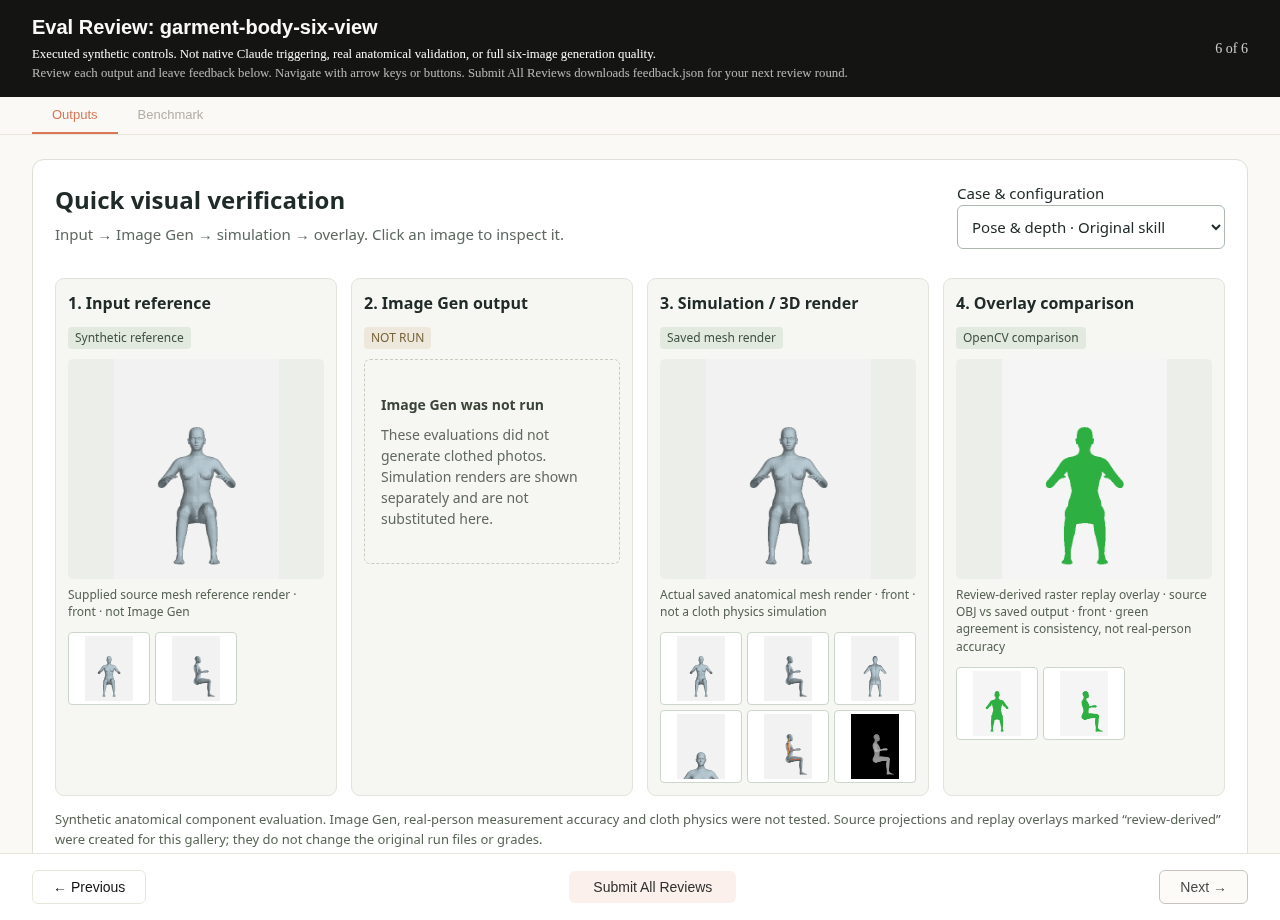 Eval Review: garment-body-six-view
Executed synthetic controls. Not native Claude triggering, real anatomical validation, or full six-image generation quality.
Review each output and leave feedback below. Navigate with arrow keys or buttons. Submit All Reviews downloads feedback.json for your next review round.
6 of 6
Outputs
Benchmark
Quick visual verification
Input → Image Gen → simulation → overlay. Click an image to inspect it.
Case & configuration
Pose & depth · Original skill
1. Input reference
Synthetic reference
Supplied source mesh reference render ·
front · not Image Gen
2. Image Gen output
NOT RUN
Image Gen was not run
These evaluations did not
generate clothed photos.
Simulation renders are shown
separately and are not
substituted here.
3. Simulation / 3D render
Saved mesh render
Actual saved anatomical mesh render · front ·
not a cloth physics simulation
4. Overlay comparison
OpenCV comparison
Review-derived raster replay overlay · source
OBJ vs saved output · front · green
agreement is consistency, not real-person
accuracy
Synthetic anatomical component evaluation. Image Gen, real-person measurement accuracy and cloth physics were not tested. Source projections and replay overlays marked “review-derived”
were created for this gallery; they do not change the original run files or grades.
← Previous
Submit All Reviews
Next →